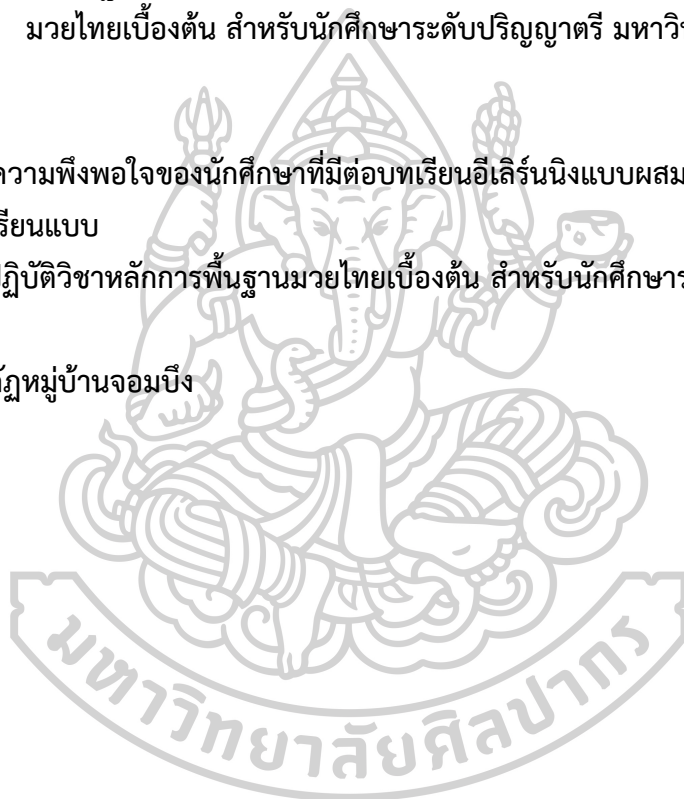 มวยไทยเบื้องต้น สำหรับนักศึกษาระดับปริญญาตรี
ความพึงพอใจของนักศึกษาที่มีต่อบทเรียนอีเลิร์นนิงแบบผสม
รียนแบบ
ปฏิบัติวิชาหลักการพื้นฐานมวยไทยเบื้องต้น สำหรับนักศึกษาร
ภัฏหมู่บ้านจอมบึง
มหาวิทยาลัยศิลปากร